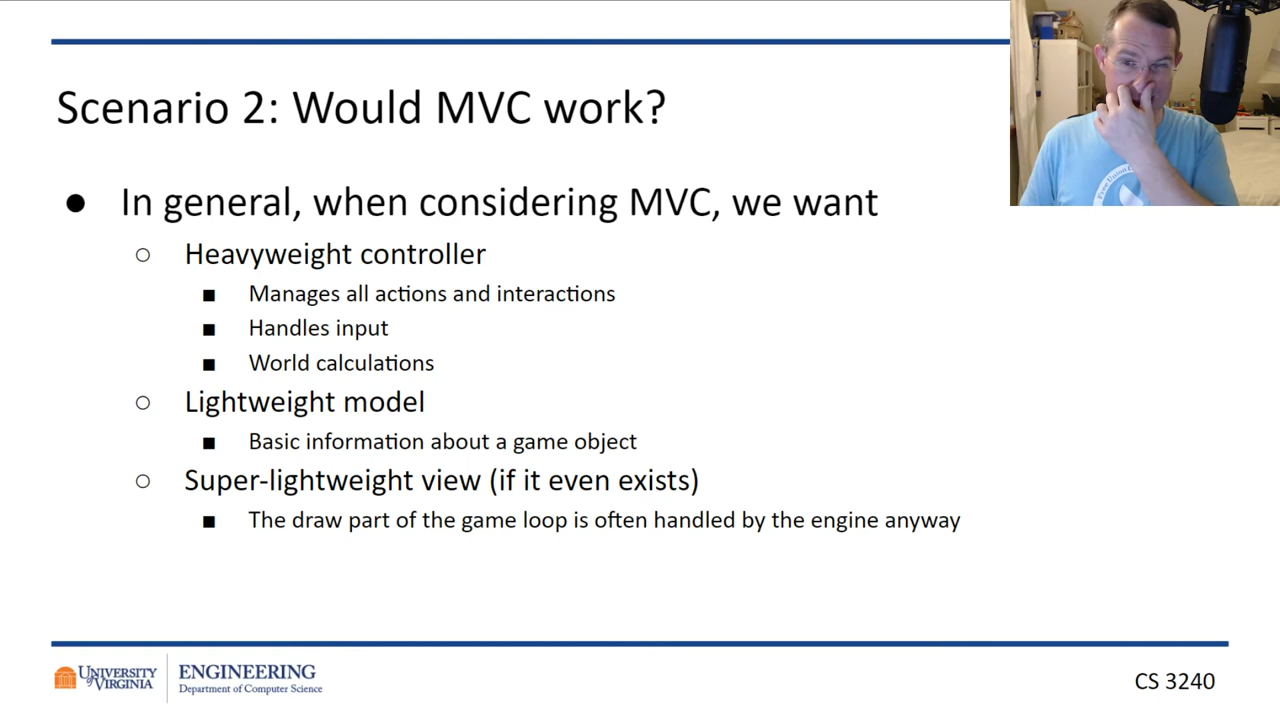 Scenario 2: Would MVC work?
● In general, when considering MVC, we want
○ Heavyweight controller
■ Manages all actions and interactions
■ Handles input
■ World calculations
○ Lightweight model
■ Basic information about a game object
○ Super-lightweight view (if it even exists)
■ The draw part of the game loop is often handled by the engine anyway
UNIVERSITY of VIRGINIA
ENGINEERING
Department of Computer Science
CS 3240